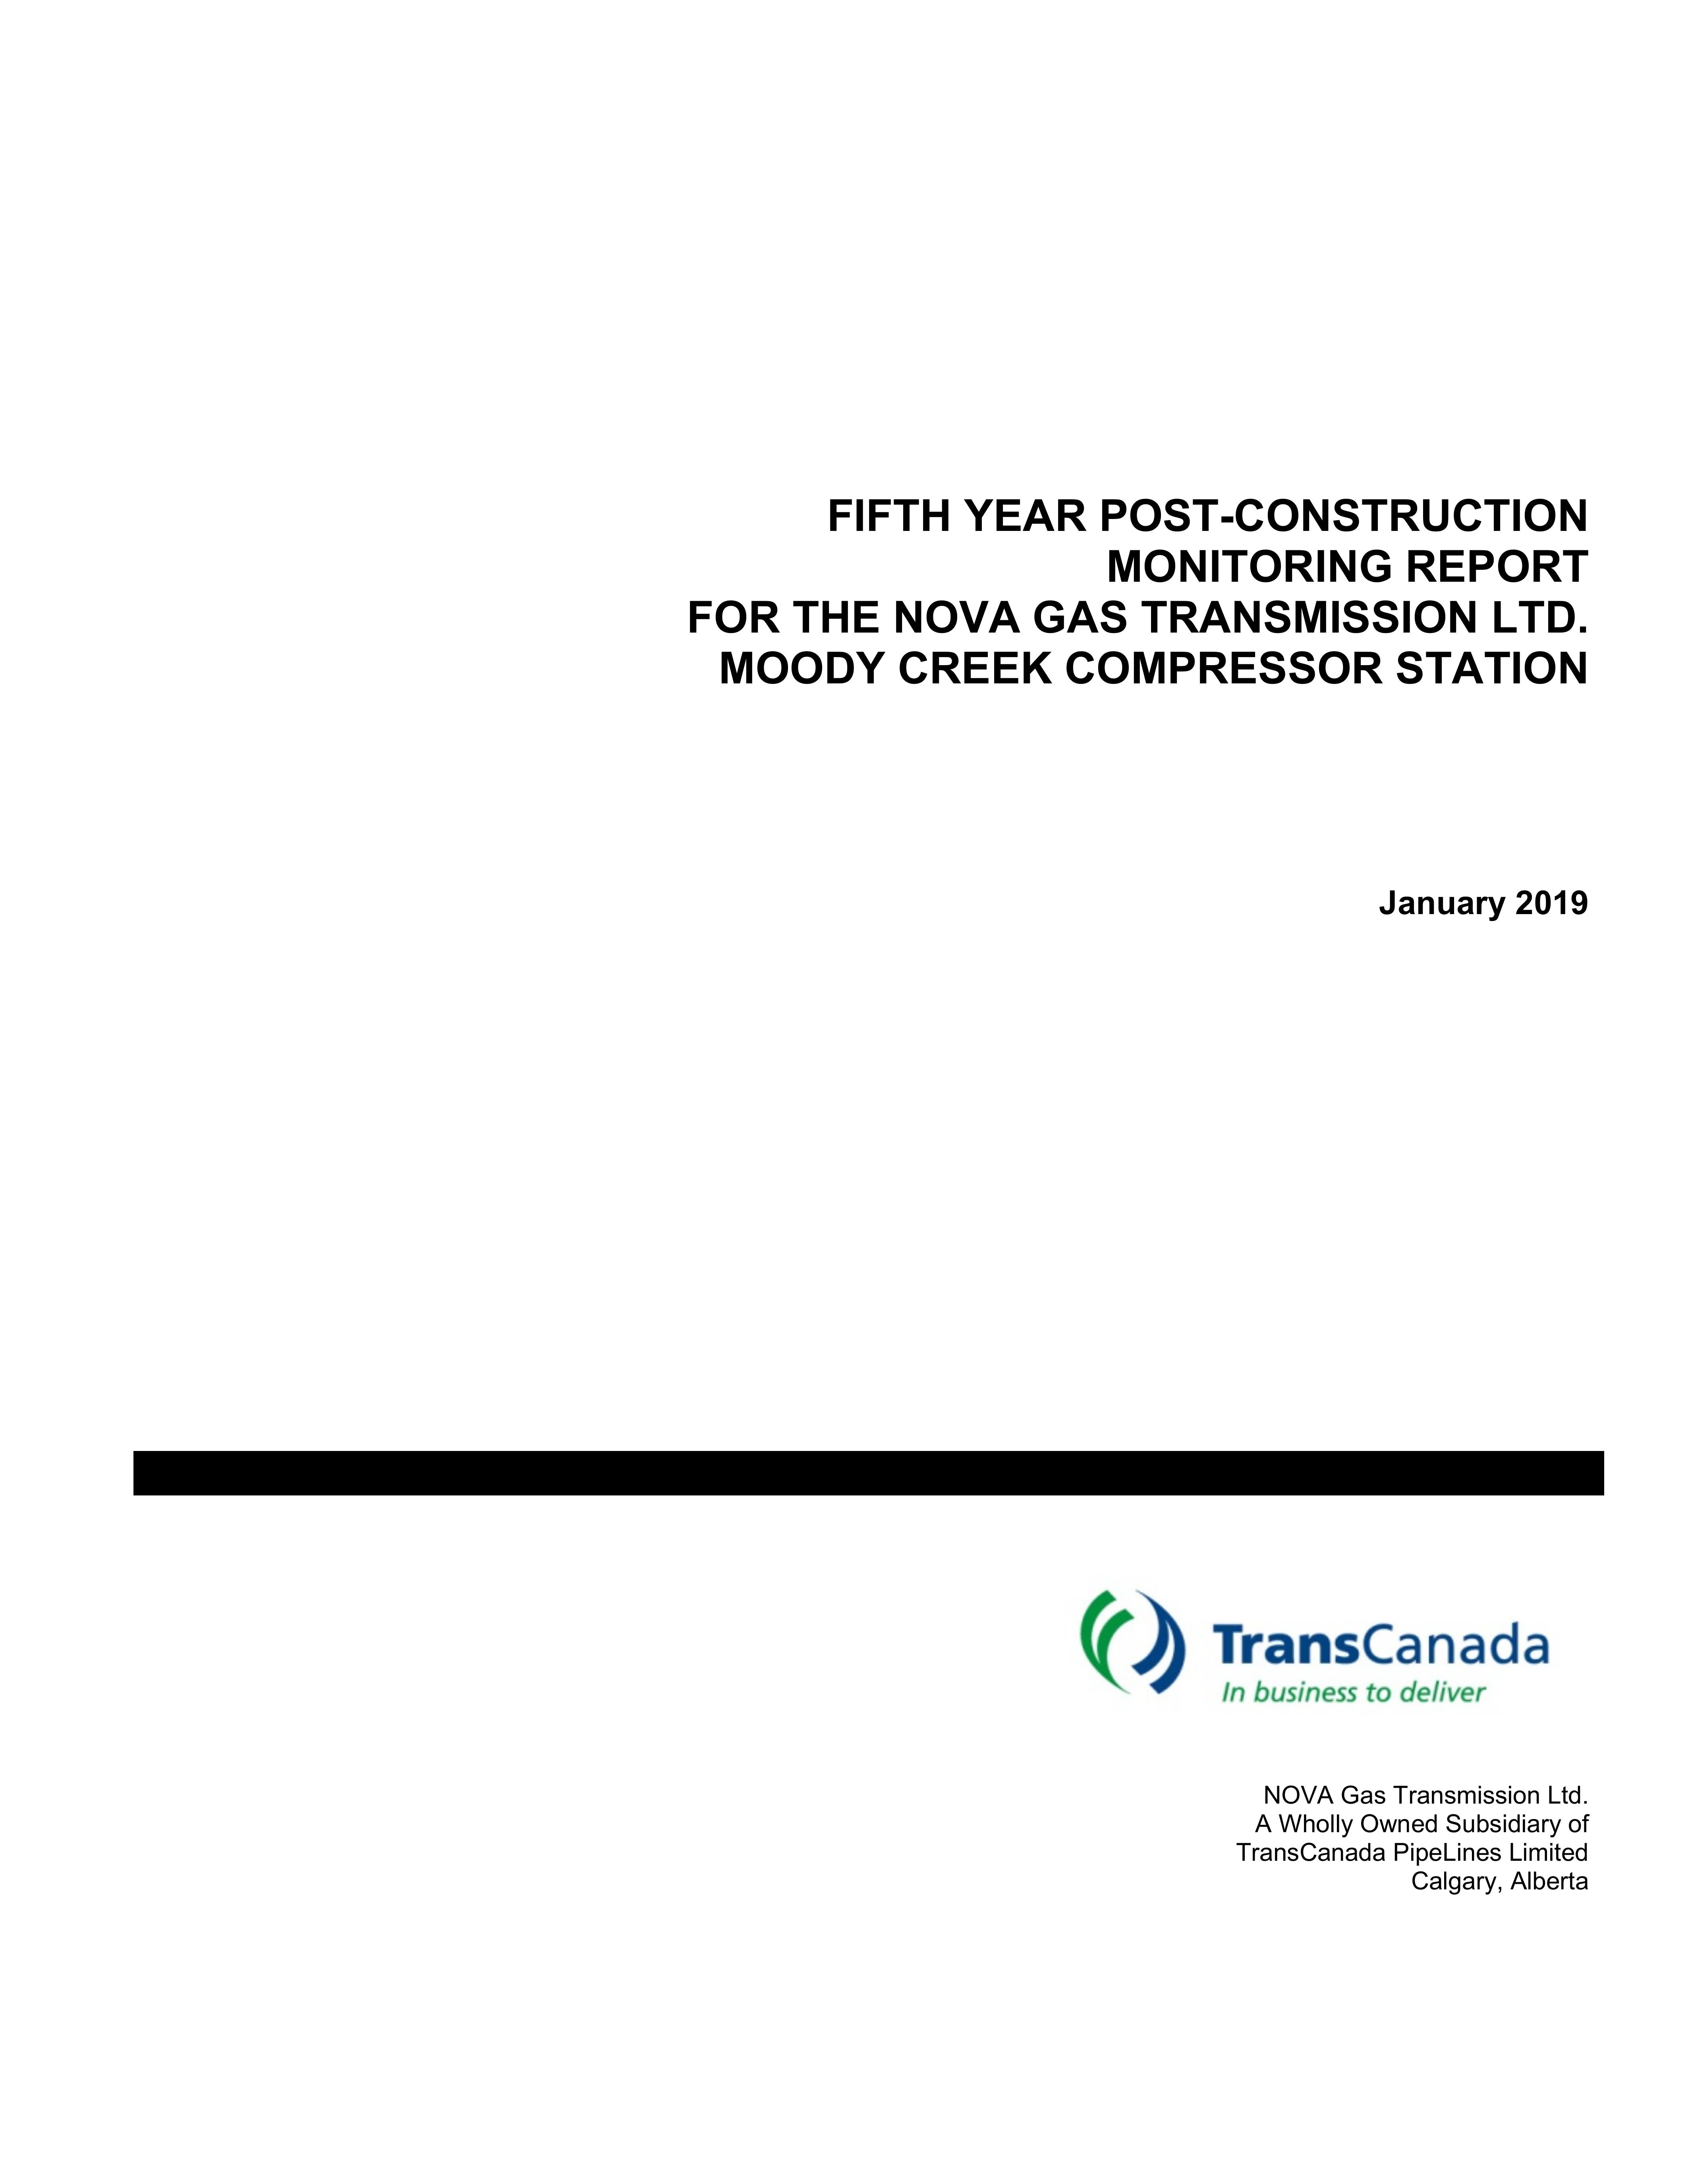 FIFTH YEAR POST-CONSTRUCTION
MONITORING REPORT
FOR THE NOVA GAS TRANSMISSION LTD.
MOODY CREEK COMPRESSOR STATION
January 2019
TransCanada
In business to deliver
NOVA Gas Transmission Ltd.
A Wholly Owned Subsidiary of
TransCanada PipeLines Limited
Calgary, Alberta